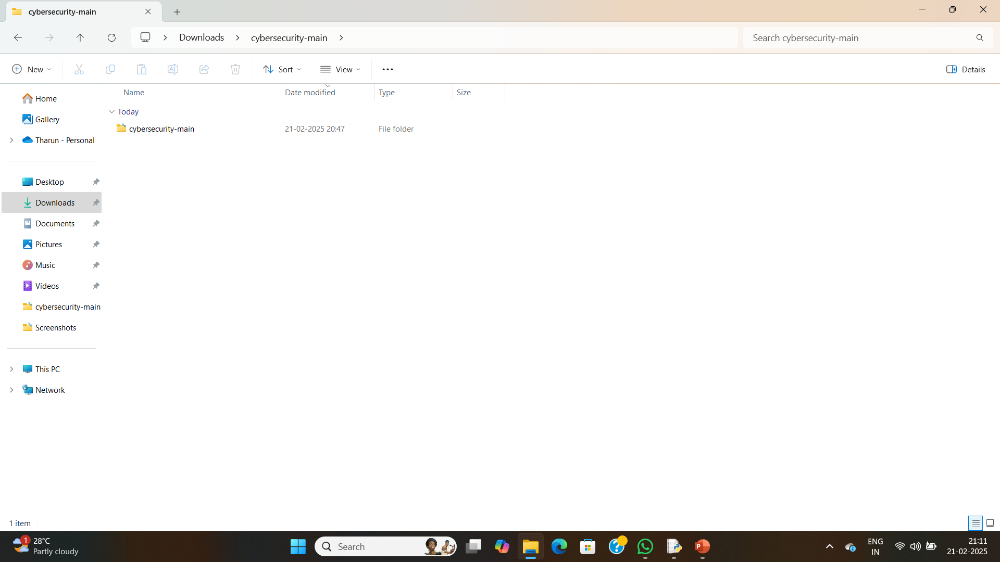 cybersecurity-main
Downloads
cybersecurity-main
Search cybersecurity-main
New
Sort
View
Details
Name
Date modified
Type
Size
Today
cybersecurity-main
21-02-2025 20:47
File folder
Home
Gallery
Tharun - Personal
Desktop
Downloads
Documents
Pictures
Music
Videos
cybersecurity-main
Screenshots
This PC
Network
1 item
1
28°C
Partly cloudy
Search
ENG
IN
21:11
21-02-2025